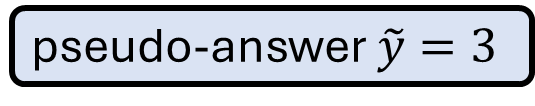 pseudo-answer ỹ = 3